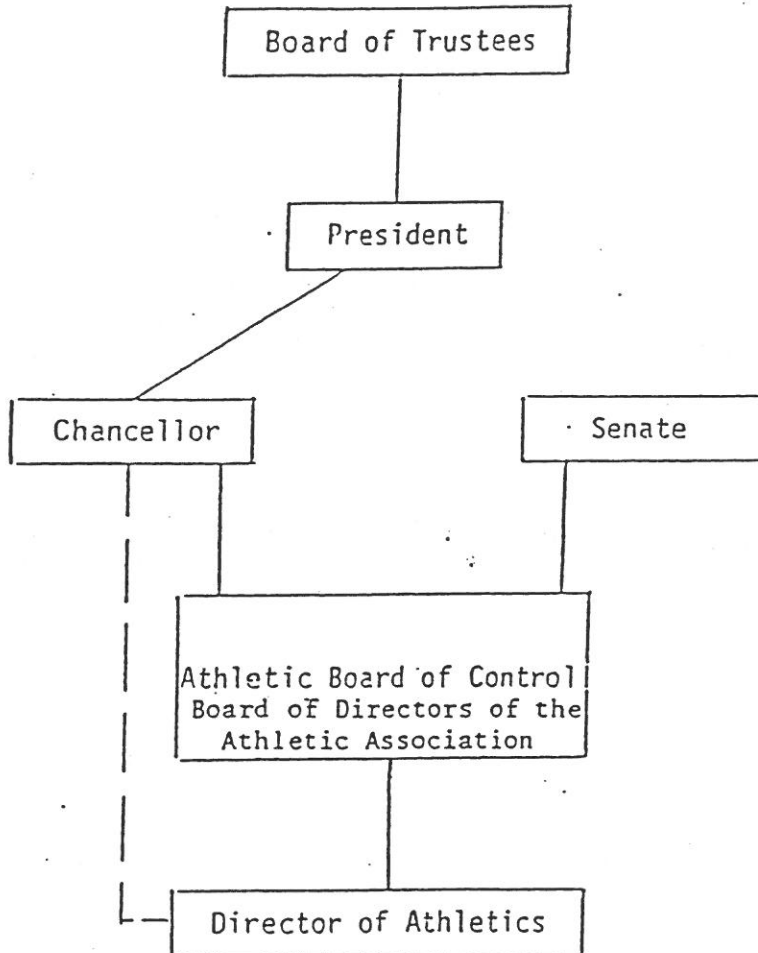 Board of Trustees
President
Chancellor
Senate
Athletic Board of Control
Board of Directors of the
Athletic Association
Director of Athletics